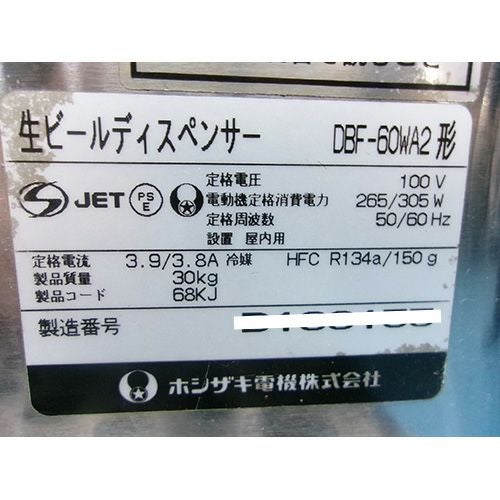 生ビールディスペンサー DBF-60WA2 形
JET PS E 定格電圧 100 V
電動機定格消費電力 265/305 W
定格周波数 50/60 Hz
設置 屋内用
定格電流 3.9/3.8A 冷媒 HFC R134a/150 g
製品質量 30kg
製品コード 68KJ
製造番号
ホシザキ電機株式会社